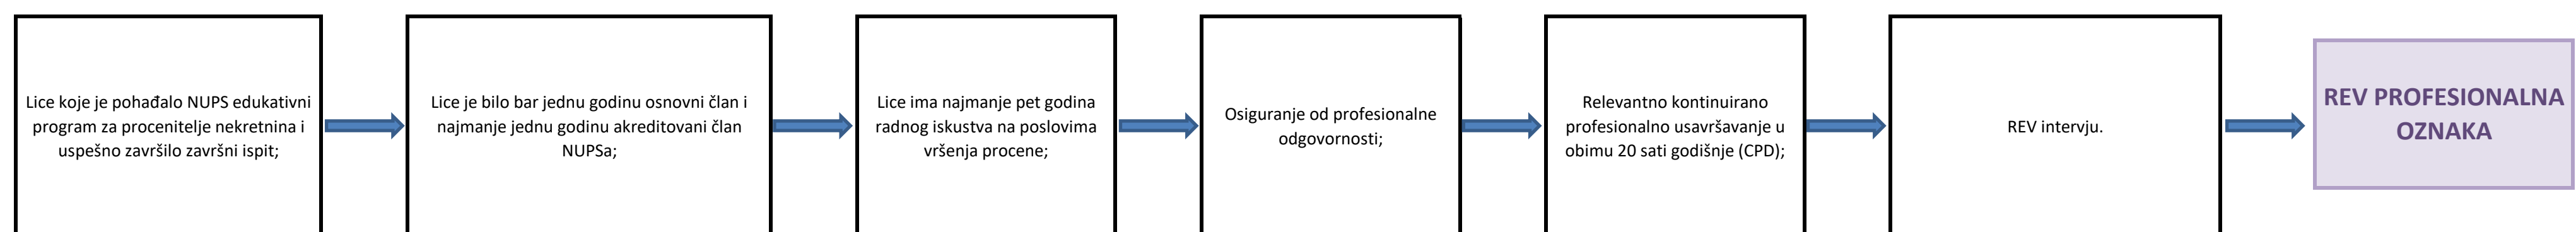 Lice koje je pohađalo NUPS edukativni
program za procenitelje nekretnina i
uspešno završilo završni ispit;
Lice je bilo bar jednu godinu osnovni član i
najmanje jednu godinu akreditovani član
NUPSa;
Lice ima najmanje pet godina
radnog iskustva na poslovima
vršenja procene;
Osiguranje od profesionalne
odgovornosti;
Relevantno kontinuirano
profesionalno usavršavanje u
obimu 20 sati godišnje (CPD);
REV intervju.
REV PROFESIONALNA
OZNAKA